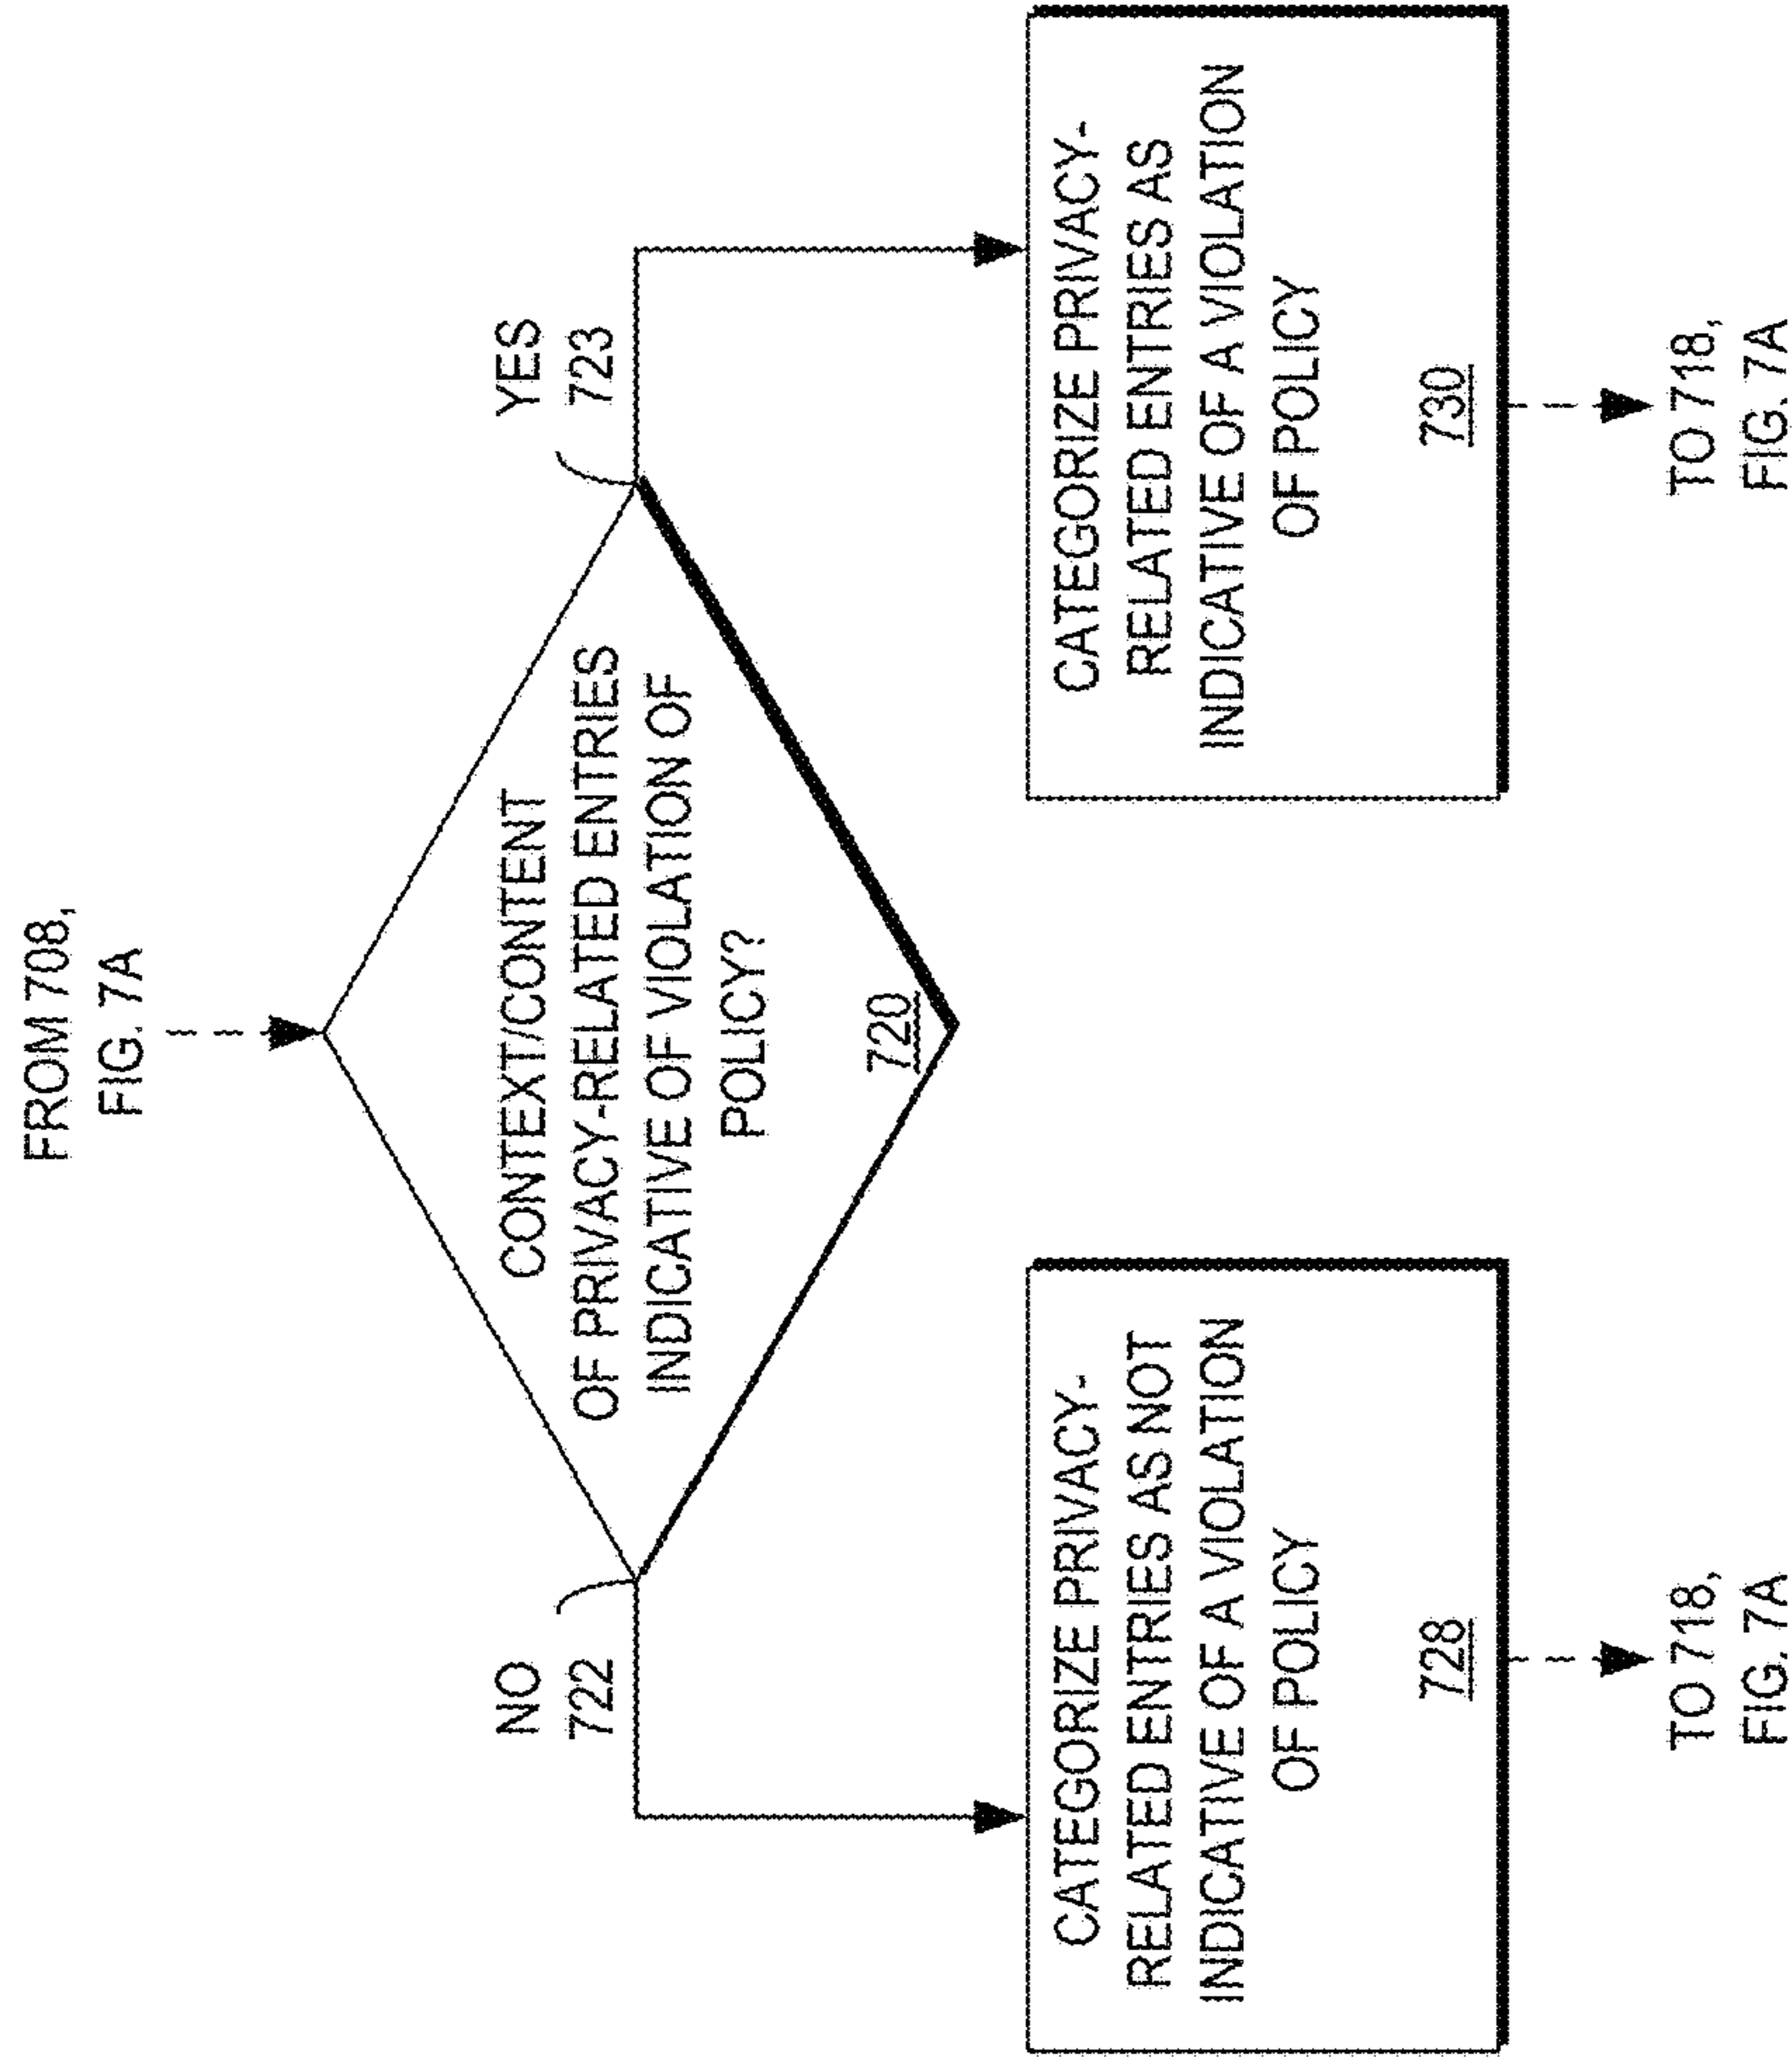 FROM 708,
FIG. 7A
CONTEXT/CONTENT
OF PRIVACY-RELATED ENTRIES
INDICATIVE OF VIOLATION OF
POLICY?
720
NO
722
YES
723
CATEGORIZE PRIVACY-
RELATED ENTRIES AS NOT
INDICATIVE OF A VIOLATION
OF POLICY
728
CATEGORIZE PRIVACY-
RELATED ENTRIES AS
INDICATIVE OF A VIOLATION
OF POLICY
730
TO 718,
FIG. 7A
TO 718,
FIG. 7A